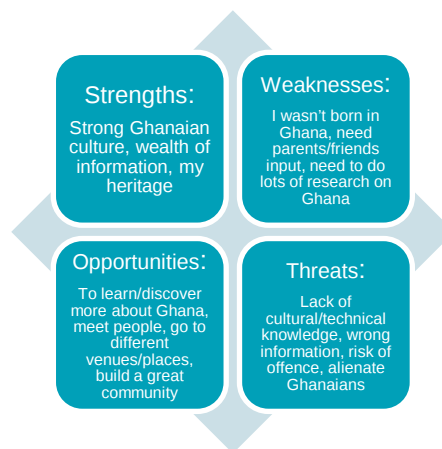 Strengths:
Strong Ghanaian
culture, wealth of
information, my
heritage
Weaknesses:
I wasn't born in
Ghana, need
parents/friends
input, need to do
lots of research on
Ghana
Opportunities:
To learn/discover
more about Ghana,
meet people, go to
different
venues/places,
build a great
community
Threats:
Lack of
cultural/technical
knowledge, wrong
information, risk of
offence, alienate
Ghanaians